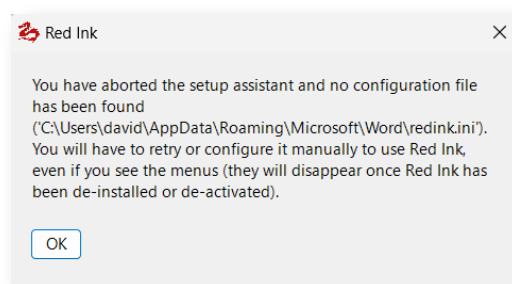 Red Ink
You have aborted the setup assistant and no configuration file
has been found
('C:\Users\david\AppData\Roaming\Microsoft\Word\redink.ini').
You will have to retry or configure it manually to use Red Ink,
even if you see the menus (they will disappear once Red Ink has
been de-installed or de-activated).
OK